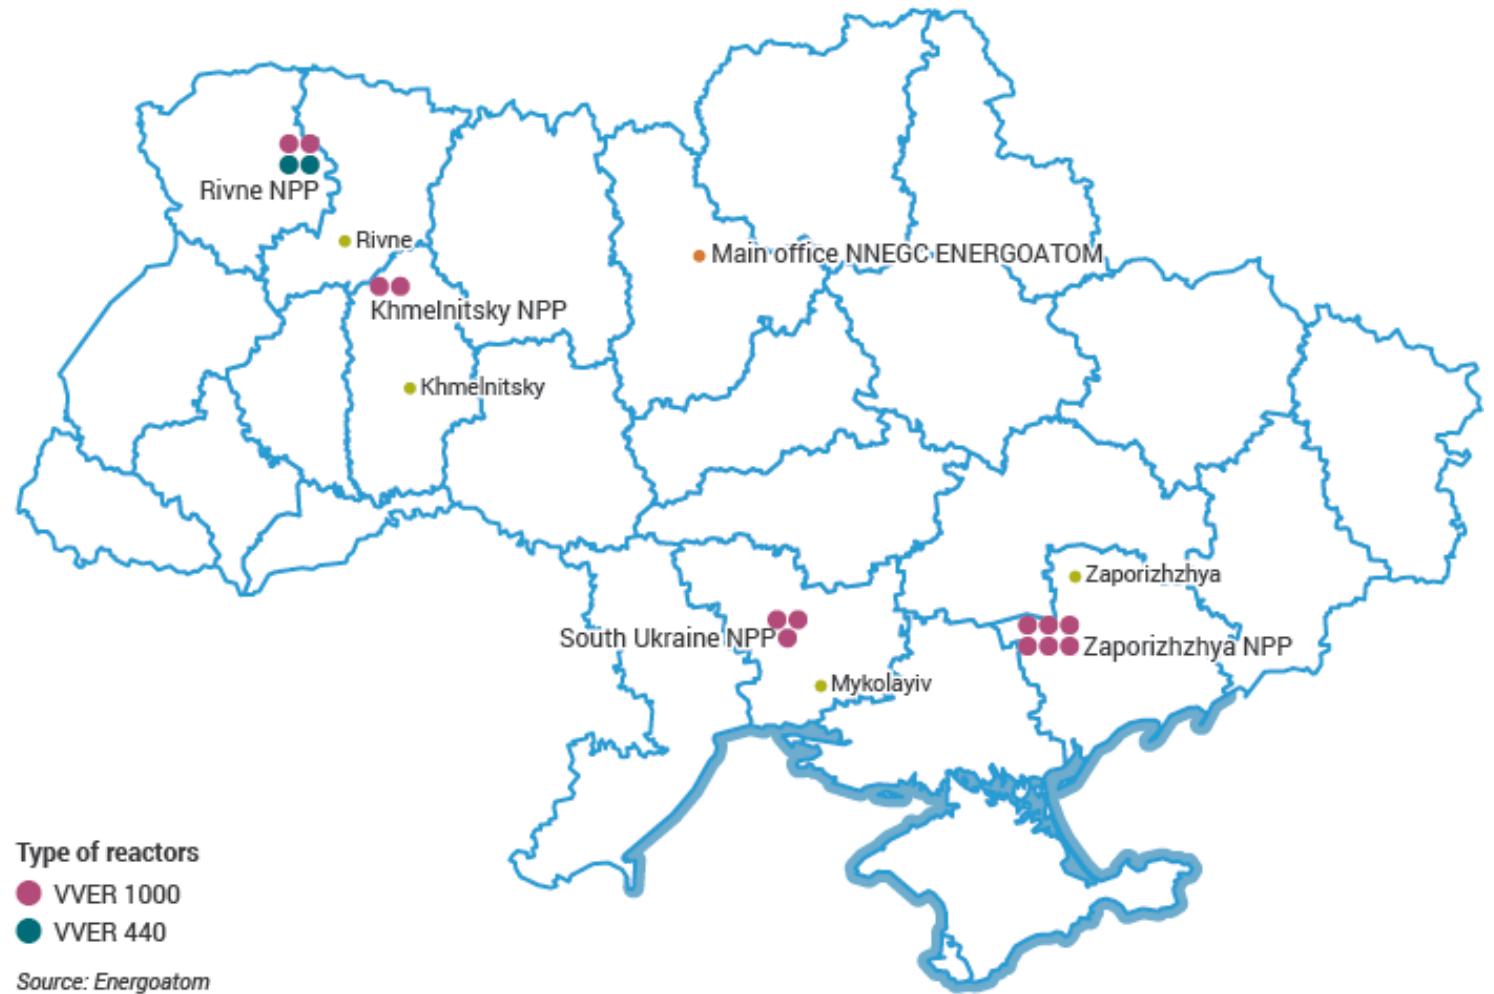 Rivne NPP
Rivne
Main office NNEGC ENERGOATOM
Khmelnitsky NPP
Khmelnitsky
Zaporizhzhya
South Ukraine NPP
Zaporizhzhya NPP
Mykolayiv
Type of reactors
VVER 1000
VVER 440
Source: Energoatom